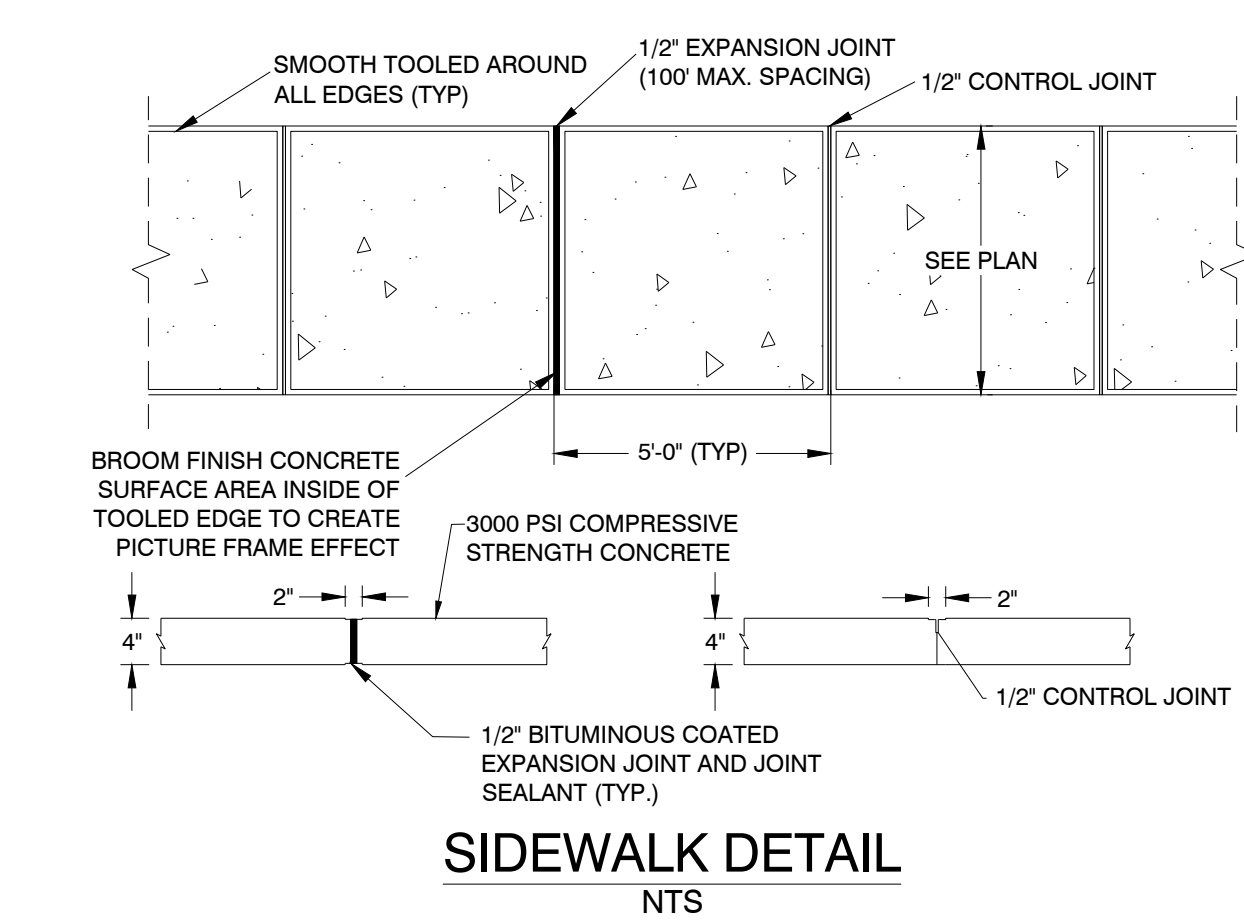 SMOOTH TOOLED AROUND
ALL EDGES (TYP)
1/2" EXPANSION JOINT
(100' MAX. SPACING)
1/2" CONTROL JOINT
SEE PLAN
5'-0" (TYP)
BROOM FINISH CONCRETE
SURFACE AREA INSIDE OF
TOOLED EDGE TO CREATE
PICTURE FRAME EFFECT
3000 PSI COMPRESSIVE
STRENGTH CONCRETE
2"
4"
1/2" BITUMINOUS COATED
EXPANSION JOINT AND JOINT
SEALANT (TYP.)
2"
4"
1/2" CONTROL JOINT
SIDEWALK DETAIL
NTS